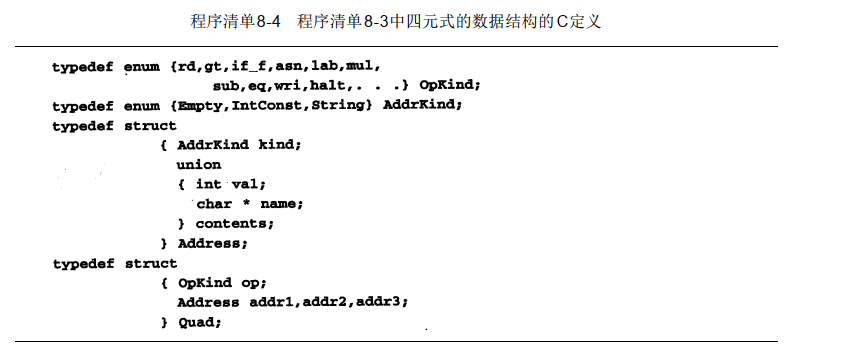 程序清单8-4 程序清单8-3中四元式的数据结构的C定义
typedef enum {rd,gt,if_f,asn,lab,mul,
sub,eq,wri,halt,. . .} OpKind;
typedef enum {Empty,IntConst,String} AddrKind;
typedef struct
{ AddrKind kind;
union
{ int val;
char * name;
} contents;
} Address;
typedef struct
{ OpKind op;
Address addr1,addr2,addr3;
} Quad;